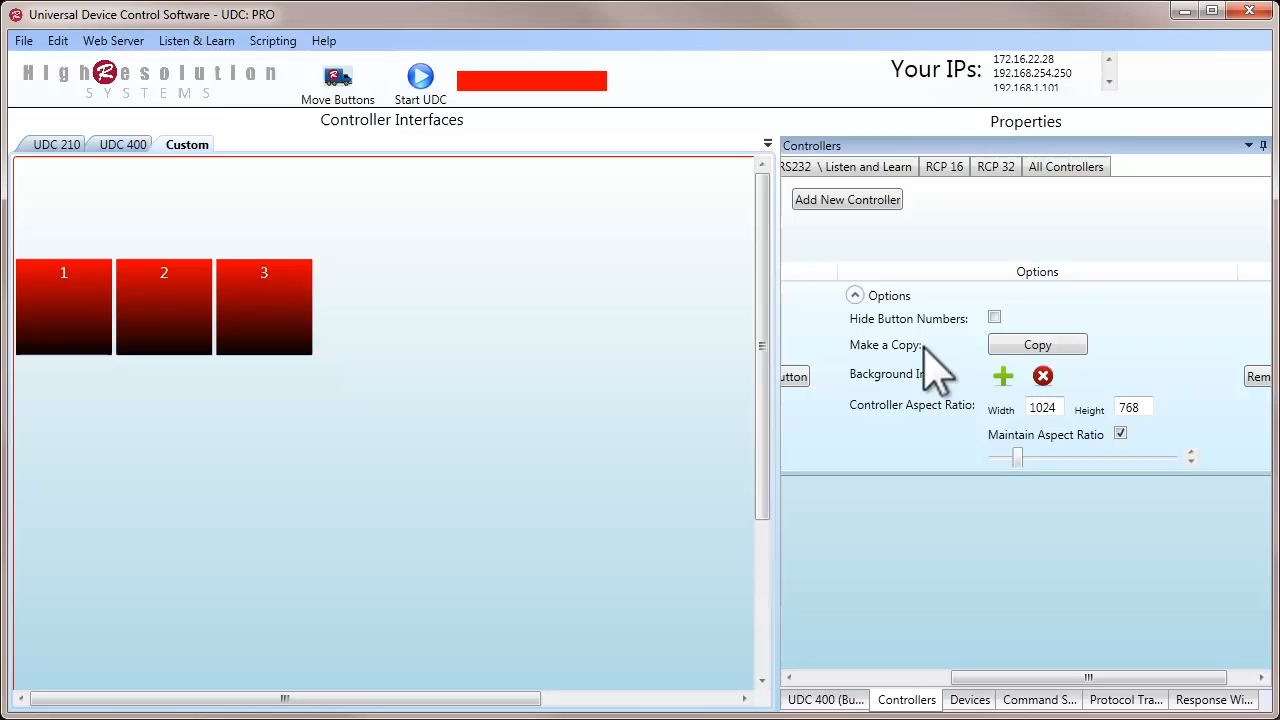 Universal Device Control Software - UDC: PRO
File Edit Web Server Listen & Learn Scripting Help
HighResolution
SYSTEMS
Move Buttons
Start UDC
Your IPs:
172.16.22.28
192.168.254.250
192.168.1.101
Controller Interfaces
Properties
UDC 210 UDC 400 Custom
Controllers
RS232 \ Listen and Learn RCP 16 RCP 32 All Controllers
Add New Controller
Options
Options
Hide Button Numbers:
Make a Copy: Copy
utton Background Rem
Controller Aspect Ratio: Width 1024 Height 768
Maintain Aspect Ratio
1 2 3
UDC 400 (Bu... Controllers Devices Command S... Protocol Tra... Response Wi...